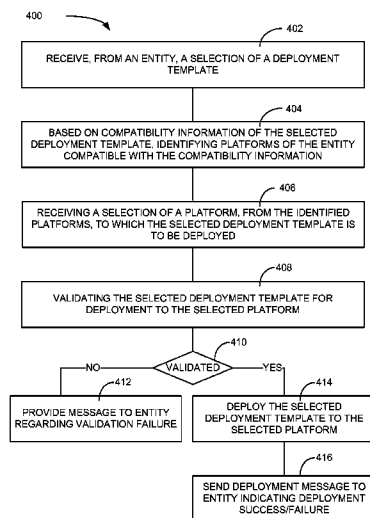 400
402
RECEIVE, FROM AN ENTITY, A SELECTION OF A DEPLOYMENT
TEMPLATE
404
BASED ON COMPATIBILITY INFORMATION OF THE SELECTED
DEPLOYMENT TEMPLATE, IDENTIFYING PLATFORMS OF THE ENTITY
COMPATIBLE WITH THE COMPATIBILITY INFORMATION
406
RECEIVING A SELECTION OF A PLATFORM, FROM THE IDENTIFIED
PLATFORMS, TO WHICH THE SELECTED DEPLOYMENT TEMPLATE IS
TO BE DEPLOYED
408
VALIDATING THE SELECTED DEPLOYMENT TEMPLATE FOR
DEPLOYMENT TO THE SELECTED PLATFORM
410
NO
VALIDATED
YES
412
PROVIDE MESSAGE TO ENTITY
REGARDING VALIDATION FAILURE
414
DEPLOY THE SELECTED
DEPLOYMENT TEMPLATE TO THE
SELECTED PLATFORM
416
SEND DEPLOYMENT MESSAGE TO
ENTITY INDICATING DEPLOYMENT
SUCCESS/FAILURE